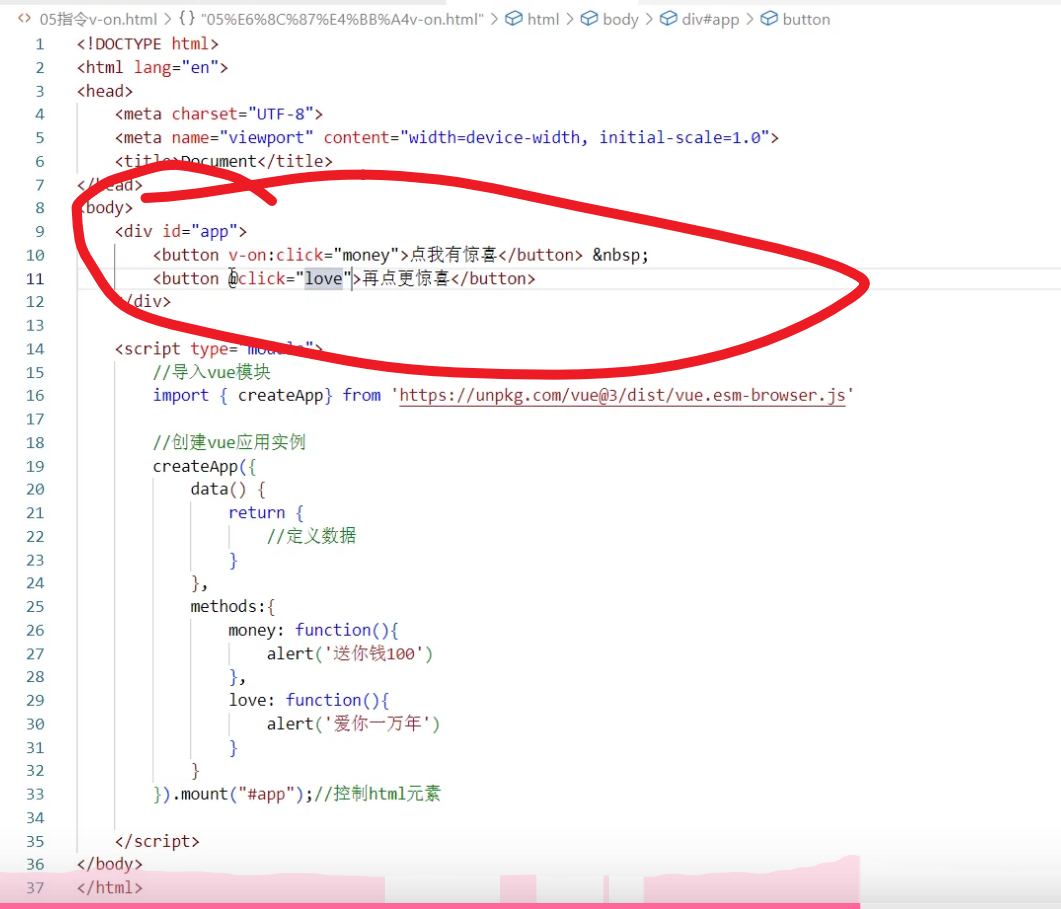 05指令v-on.html > {} "05%E6%8C%87%E4%BB%A4v-on.html" > html > body > div#app > button
1 <!DOCTYPE html>
2 <html lang="en">
3 <head>
4 <meta charset="UTF-8">
5 <meta name="viewport" content="width=device-width, initial-scale=1.0">
6 <title>Document</title>
7 </head>
8 <body>
9 <div id="app">
10 <button v-on:click="money">点我有惊喜</button> &nbsp;
11 <button @click="love">再点更惊喜</button>
12 </div>
13
14 <script type="module">
15 //导入vue模块
16 import { createApp} from 'https://unpkg.com/vue@3/dist/vue.esm-browser.js'
17
18 //创建vue应用实例
19 createApp({
20 data() {
21 return {
22 //定义数据
23 }
24 },
25 methods:{
26 money: function(){
27 alert('送你钱100')
28 },
29 love: function(){
30 alert('爱你一万年')
31 }
32 }
33 }).mount("#app");//控制html元素
34
35 </script>
36 </body>
37 </html>